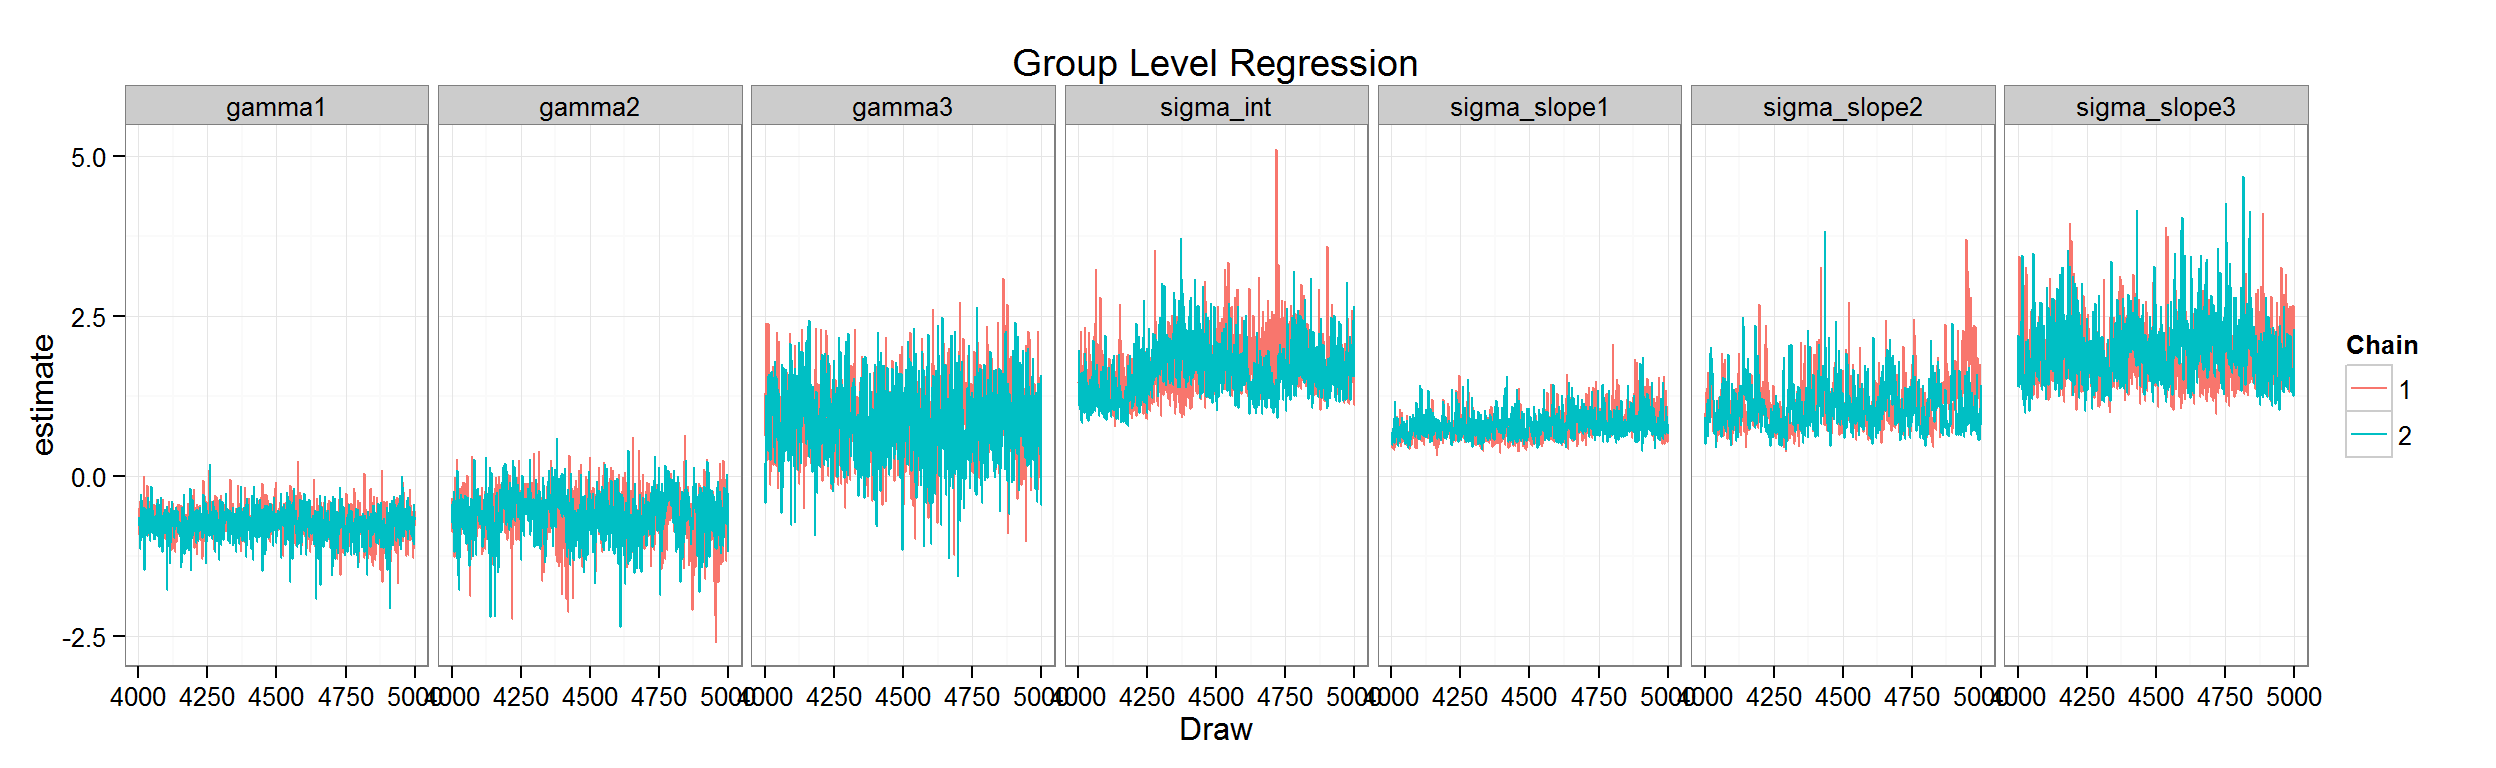 Group Level Regression
gamma1 gamma2 gamma3 sigma_int sigma_slope1 sigma_slope2 sigma_slope3
5.0
2.5
0.0
-2.5
estimate
Chain
1
2
4000 4250 4500 4750 5000 4000 4250 4500 4750 5000 4000 4250 4500 4750 5000 4000 4250 4500 4750 5000 4000 4250 4500 4750 5000 4000 4250 4500 4750 5000 4000 4250 4500 4750 5000
Draw